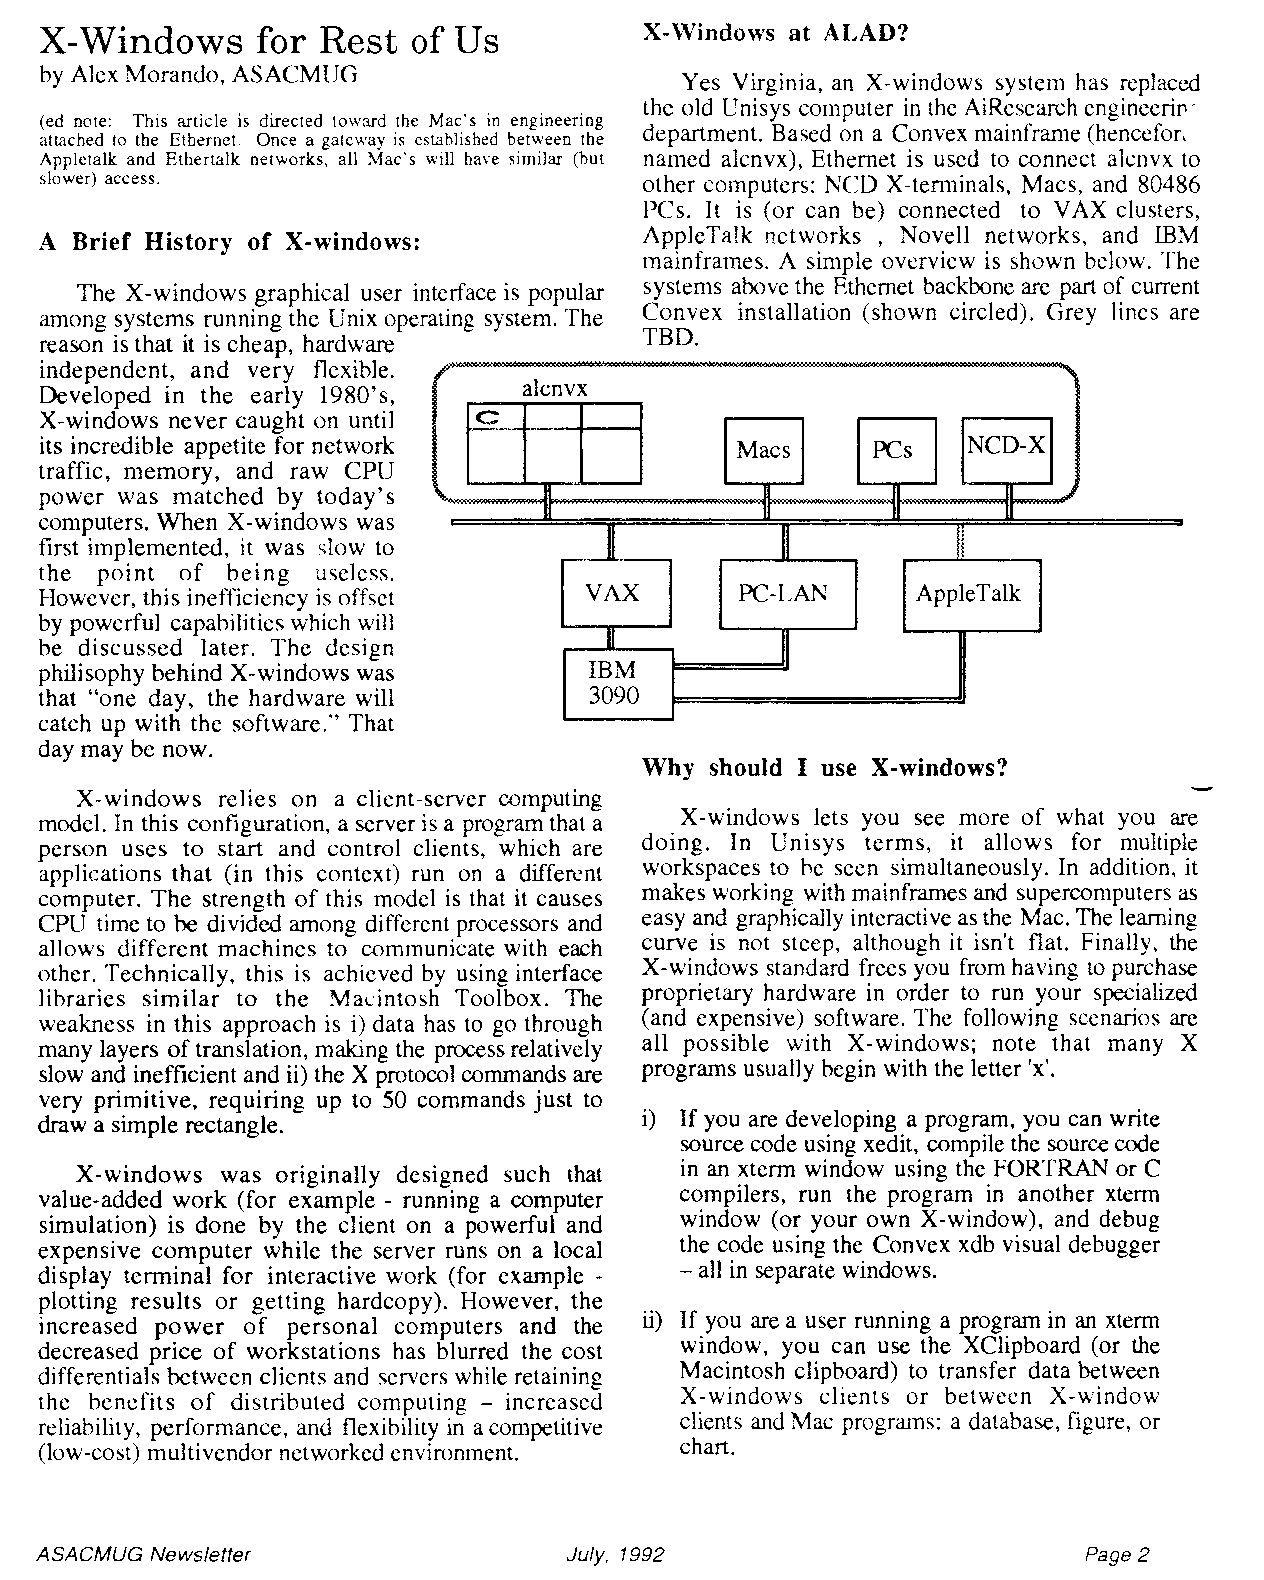 X-Windows for Rest of Us
by Alex Morando, ASACMUG
(ed note: This article is directed toward the Mac's in engineering
attached to the Ethernet. Once a gateway is established between the
Appletalk and Ethertalk networks, all Mac's will have similar (but
slower) access.
A Brief History of X-windows:
The X-windows graphical user interface is popular
among systems running the Unix operating system. The
reason is that it is cheap, hardware
independent, and very flexible.
Developed in the early 1980's,
X-windows never caught on until
its incredible appetite for network
traffic, memory, and raw CPU
power was matched by today's
computers. When X-windows was
first implemented, it was slow to
the point of being useless.
However, this inefficiency is offset
by powerful capabilities which will
be discussed later. The design
philisophy behind X-windows was
that “one day, the hardware will
catch up with the software.” That
day may be now.
X-windows relies on a client-server computing
model. In this configuration, a server is a program that a
person uses to start and control clients, which are
applications that (in this context) run on a different
computer. The strength of this model is that it causes
CPU time to be divided among different processors and
allows different machines to communicate with each
other. Technically, this is achieved by using interface
libraries similar to the Macintosh Toolbox. The
weakness in this approach is i) data has to go through
many layers of translation, making the process relatively
slow and inefficient and ii) the X protocol commands are
very primitive, requiring up to 50 commands just to
draw a simple rectangle.
X-windows was originally designed such that
value-added work (for example - running a computer
simulation) is done by the client on a powerful and
expensive computer while the server runs on a local
display terminal for interactive work (for example -
plotting results or getting hardcopy). However, the
increased power of personal computers and the
decreased price of workstations has blurred the cost
differentials between clients and servers while retaining
the benefits of distributed computing – increased
reliability, performance, and flexibility in a competitive
(low-cost) multivendor networked environment.
X-Windows at ALAD?
Yes Virginia, an X-windows system has replaced
the old Unisys computer in the AiResearch
department. Based on a Convex mainframe
named alcnvx), Ethernet is used to connect alcnvx to
other computers: NCD X-terminals, Macs, and 80486
PCs. It is (or can be) connected to VAX clusters,
AppleTalk networks , Novell networks, and IBM
mainframes. A simple overview is shown below. The
systems above the Ethernet backbone are part of current
Convex installation (shown circled). Grey lines are
TBD.
alcnvx
C
Macs
PCs
NCD-X
VAX
PC-LAN
AppleTalk
IBM
3090
Why should I use X-windows?
X-windows lets you see more of what you are
doing. In Unisys terms, it allows for multiple
workspaces to be seen simultaneously. In addition, it
makes working with mainframes and supercomputers as
easy and graphically interactive as the Mac. The learning
curve is not steep, although it isn't flat. Finally, the
X-windows standard frees you from having to purchase
proprietary hardware in order to run your specialized
(and expensive) software. The following scenarios are
all possible with X-windows; note that many X
programs usually begin with the letter 'x'.
i) If you are developing a program, you can write
source code using xedit, compile the source code
in an xterm window using the FORTRAN or C
compilers, run the program in another xterm
window (or your own X-window), and debug
the code using the Convex xdb visual debugger
– all in separate windows.
ii) If you are a user running a program in an xterm
window, you can use the XClipboard (or the
Macintosh clipboard) to transfer data between
X-windows clients or between X-window
clients and Mac programs: a database, figure, or
chart.
ASACMUG Newsletter
July, 1992
Page 2